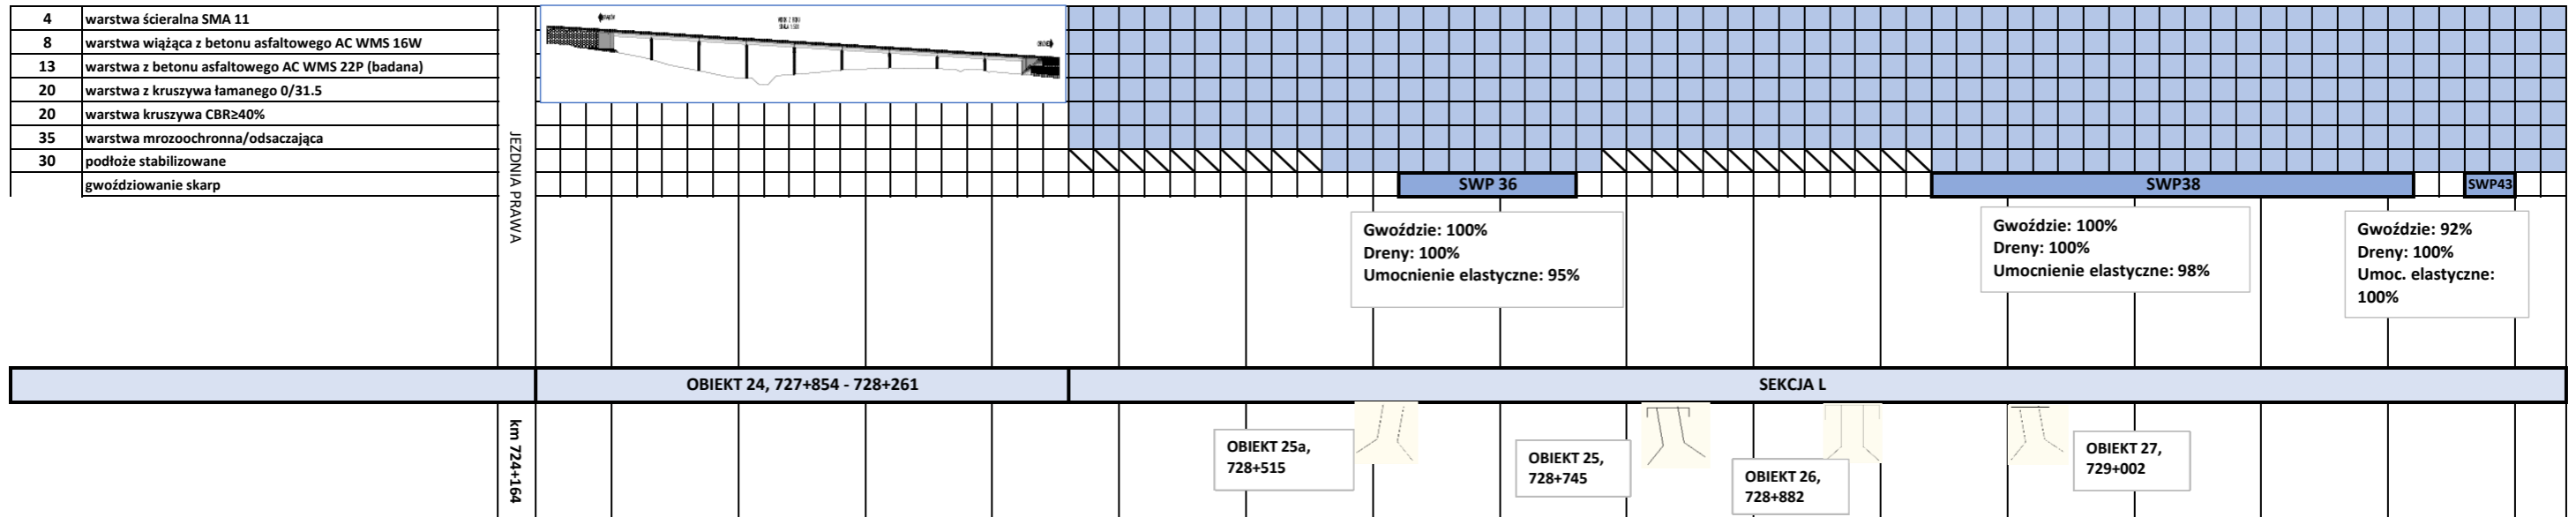 4 warstwa ścieralna SMA 11
8 warstwa wiążąca z betonu asfaltowego AC WMS 16W
13 warstwa z betonu asfaltowego AC WMS 22P (badana)
20 warstwa z kruszywa łamanego 0/31.5
20 warstwa kruszywa CBR≥40%
35 warstwa mrozoochronna/odsaczająca
30 podłoże stabilizowane
gwoździowanie skarp
JEZDNIA PRAWA
SWP 36
SWP38
SWP43
Gwoździe: 100%
Dreny: 100%
Umocnienie elastyczne: 95%
Gwoździe: 100%
Dreny: 100%
Umocnienie elastyczne: 98%
Gwoździe: 92%
Dreny: 100%
Umoc. elastyczne:
100%
OBIEKT 24, 727+854 - 728+261
SEKCJA L
km 724+164
OBIEKT 25a,
728+515
OBIEKT 25,
728+745
OBIEKT 26,
728+882
OBIEKT 27,
729+002